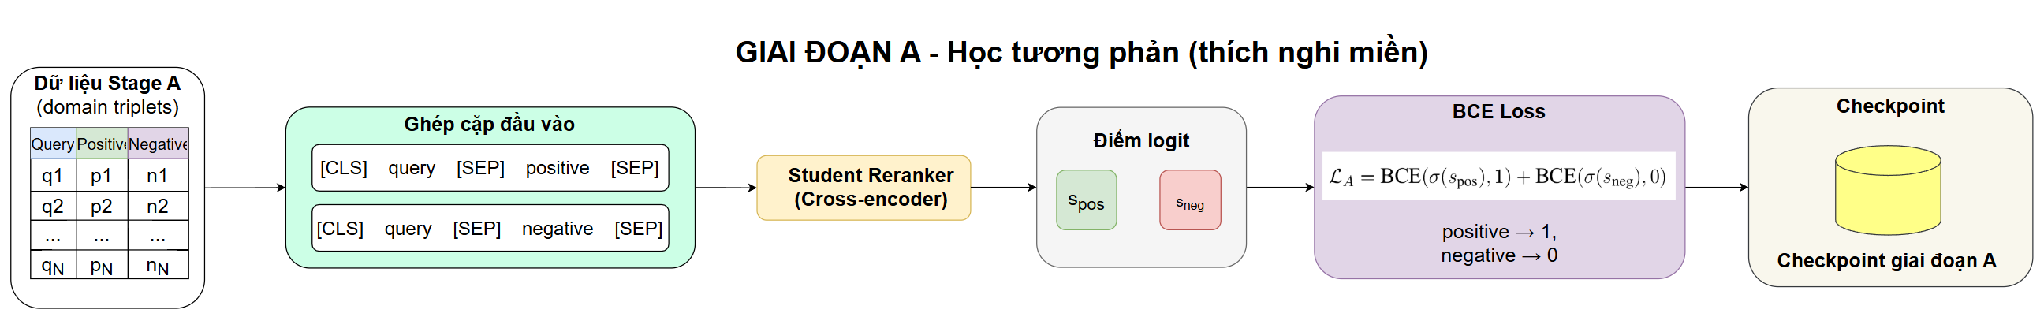 GIAI ĐOẠN A - Học tương phản (thích nghi miền)
Dữ liệu Stage A
(domain triplets)
Query Positive Negative
q1 p1 n1
q2 p2 n2
... ... ...
qN pN nN
Ghép cặp đầu vào
[CLS] query [SEP] positive [SEP]
[CLS] query [SEP] negative [SEP]
Student Reranker
(Cross-encoder)
Điểm logit
spos sneg
BCE Loss
ℒA = BCE(σ(spos), 1) + BCE(σ(sneg), 0)
positive → 1,
negative → 0
Checkpoint
Checkpoint giai đoạn A